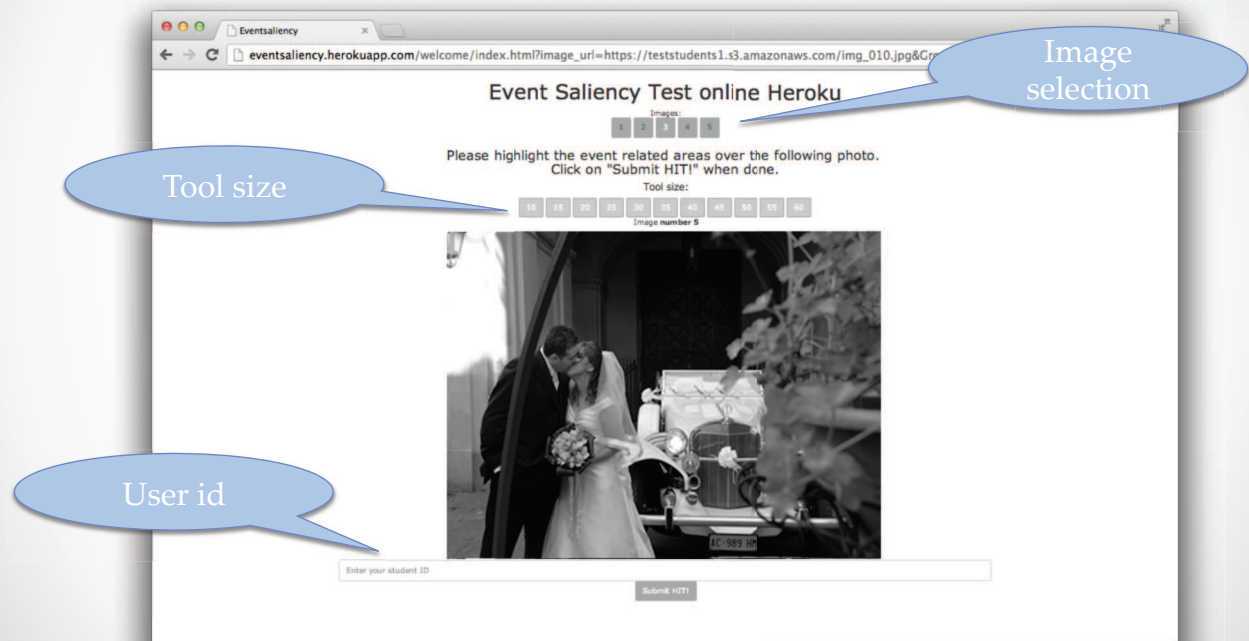 Eventsaliency
eventsaliency.herokuapp.com/welcome/index.html?image_url=https://teststudents1.s3.amazonaws.com/img_010.jpg&Gr
Image
selection
Event Saliency Test online Heroku
Images:
1 2 3 4 5
Please highlight the event related areas over the following photo.
Click on "Submit HIT!" when done.
Tool size
Tool size:
10 15 20 25 30 35 40 45 50 55 60
Image number 5
AC-989 HM
User id
Enter your student ID
Submit HIT!